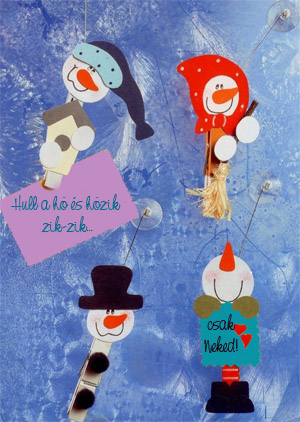 Hull a hó és hózik
zik-zik...
csak
Neked!